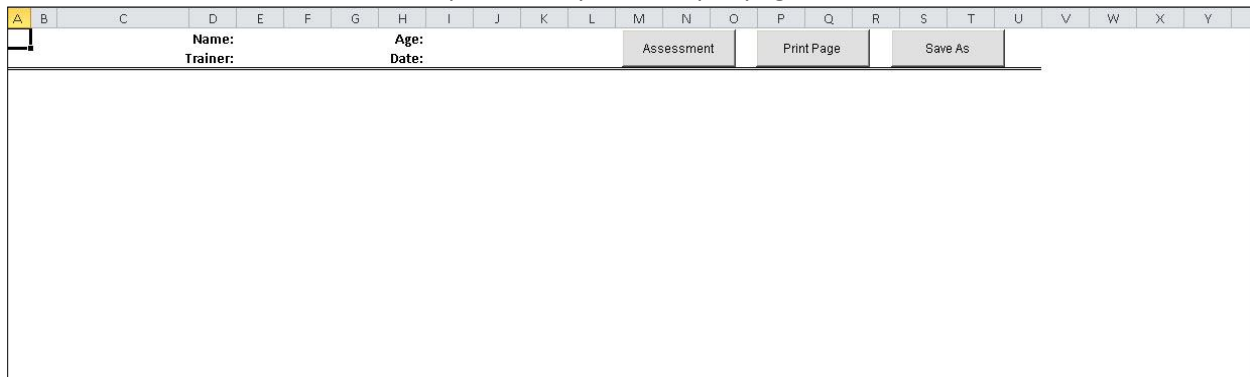 A B C D E F G H I J K L M N O P Q R S T U V W X Y
Name: Age: Assessment Print Page Save As
Trainer: Date: